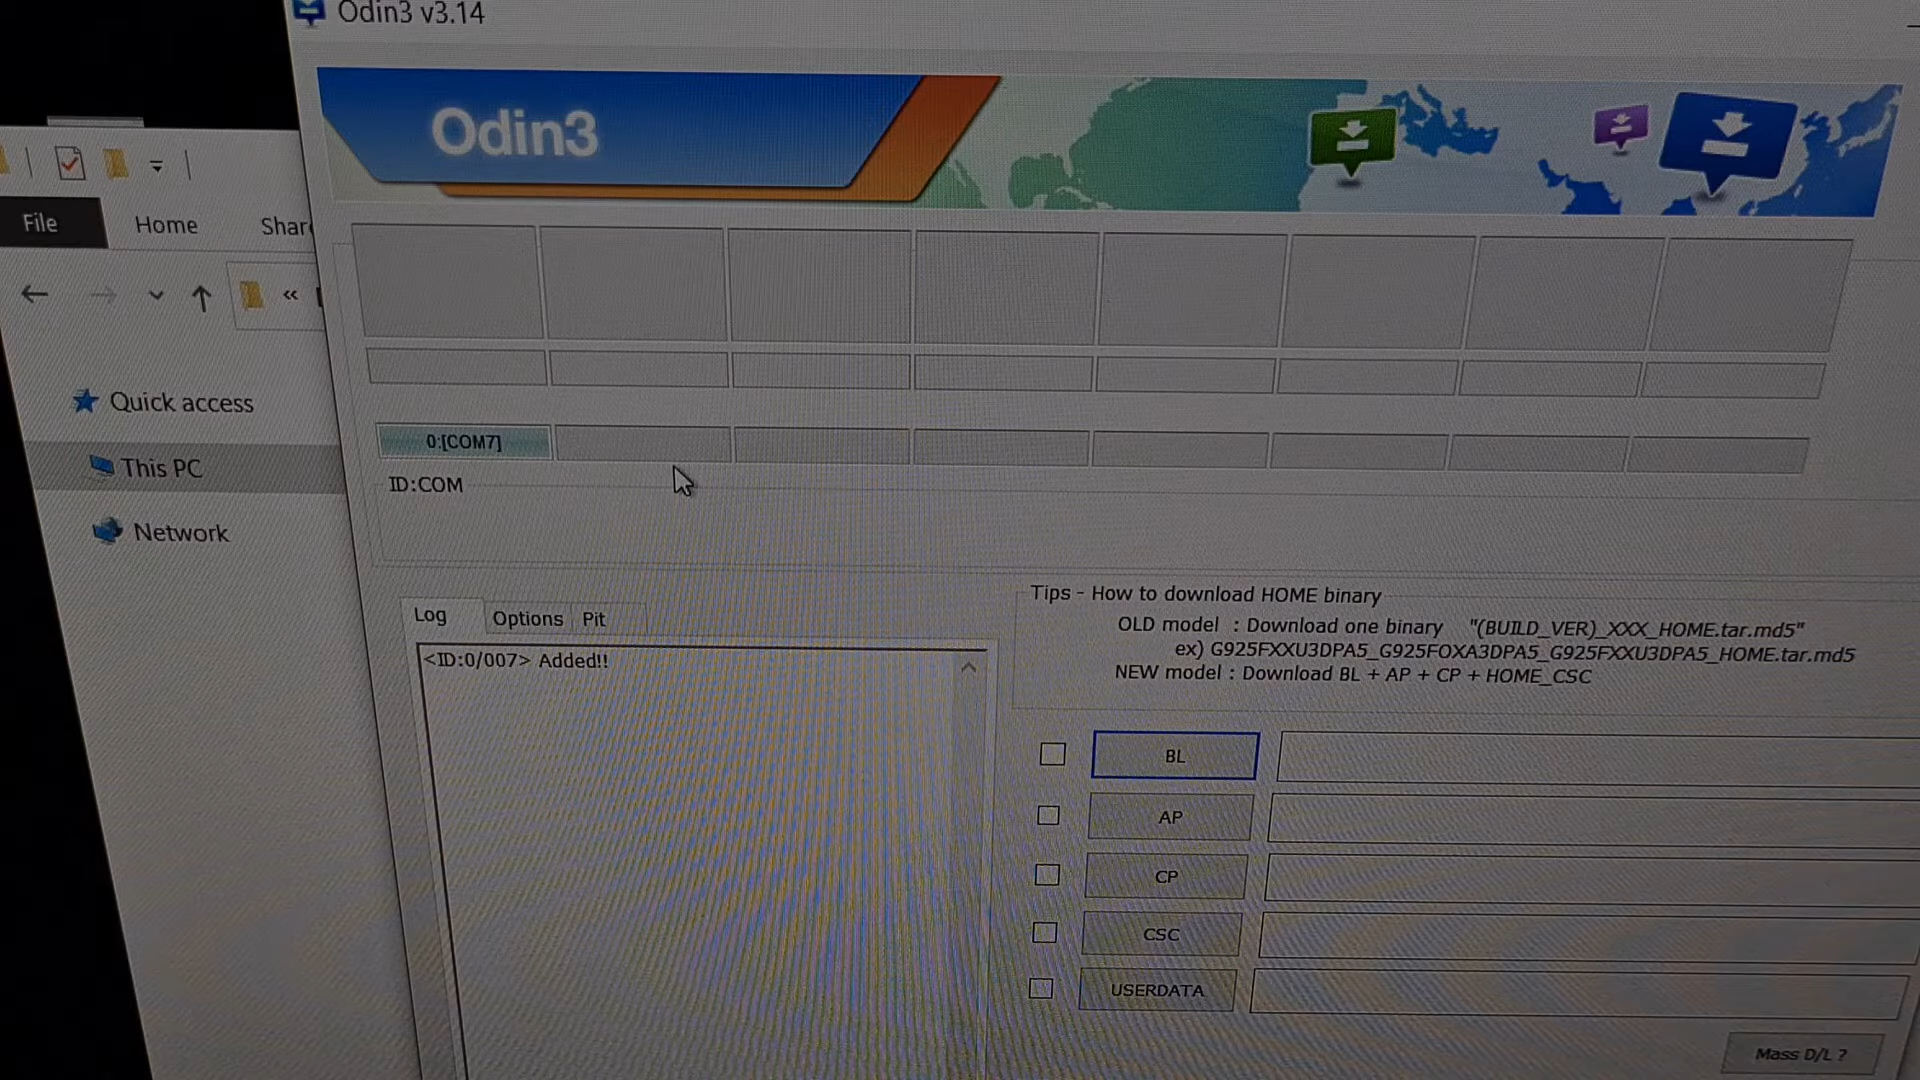 Odin3 v3.14
Odin3
File
Home
Shar
Quick access
This PC
Network
0:[COM7]
ID:COM
Log
Options
Pit
<ID:0/007> Added!!
Tips - How to download HOME binary
OLD model : Download one binary "(BUILD_VER)_XXX_HOME.tar.md5"
ex) G925FXXU3DPA5_G925FOXA3DPA5_G925FXXU3DPA5_HOME.tar.md5
NEW model : Download BL + AP + CP + HOME_CSC
BL
AP
CP
CSC
USERDATA
Mass D/L ?